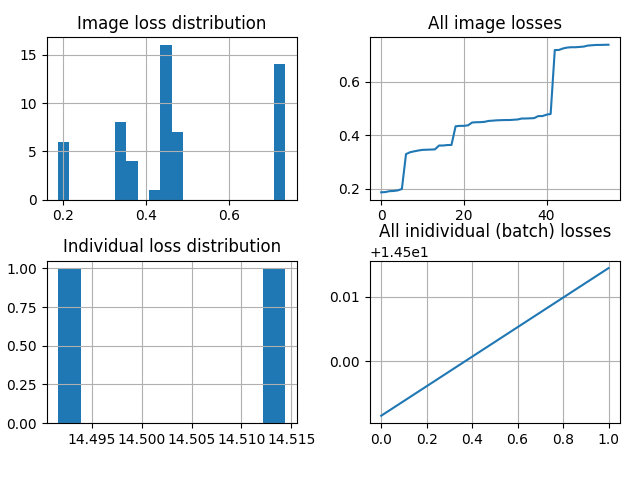 Image loss distribution
15
10
5
0
0.2 0.4 0.6
All image losses
0.6
0.4
0.2
0 20 40
Individual loss distribution
1.00
0.75
0.50
0.25
0.00
14.495 14.500 14.505 14.510 14.515
All inidividual (batch) losses
+1.45e1
0.01
0.00
0.0 0.2 0.4 0.6 0.8 1.0